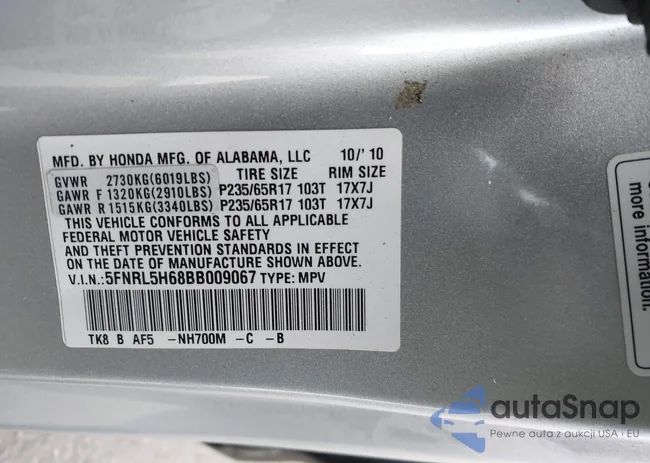 MFD. BY HONDA MFG. OF ALABAMA, LLC 10/'10
TIRE SIZE RIM SIZE
GVWR 2730KG(6019LBS)
GAWR F 1320KG(2910LBS) P235/65R17 103T 17X7J
GAWR R 1515KG(3340LBS) P235/65R17 103T 17X7J
THIS VEHICLE CONFORMS TO ALL APPLICABLE
FEDERAL MOTOR VEHICLE SAFETY
AND THEFT PREVENTION STANDARDS IN EFFECT
ON THE DATE OF MANUFACTURE SHOWN ABOVE.
V.I.N.:5FNRL5H68BB009067 TYPE: MPV
TK8 B AF5 -NH700M -C -B
information.
autaSnap
Pewne auta z aukcji USA i EU